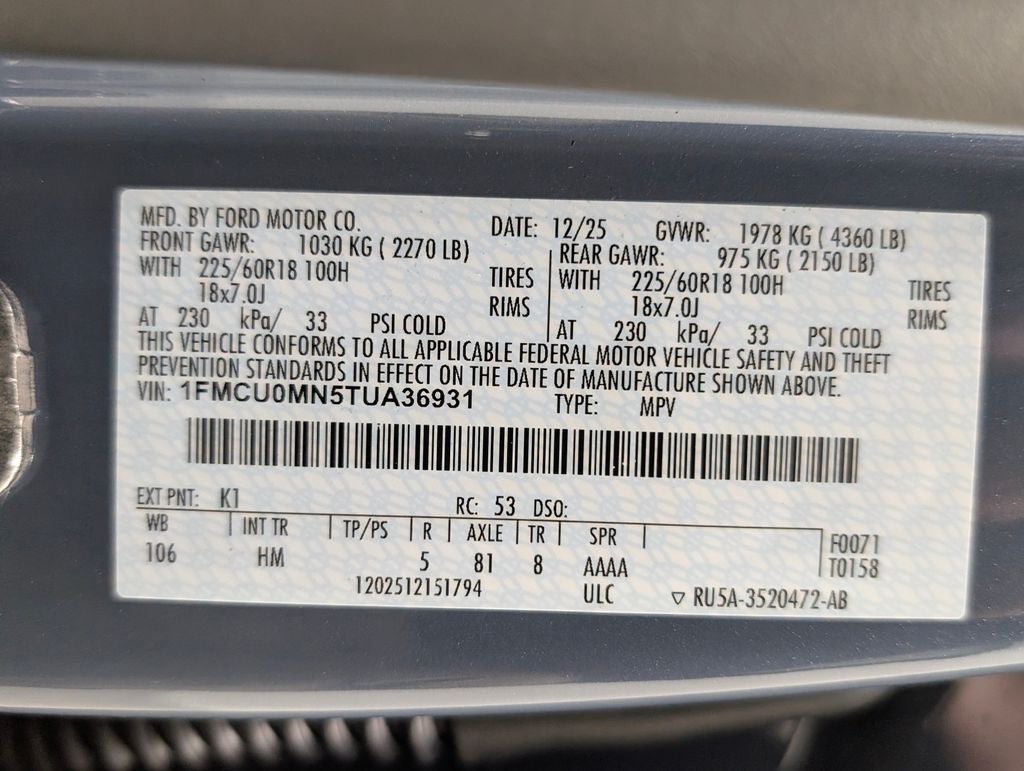 MFD. BY FORD MOTOR CO. DATE: 12/25 GVWR: 1978 KG ( 4360 LB)
FRONT GAWR: 1030 KG ( 2270 LB) REAR GAWR: 975 KG ( 2150 LB)
WITH 225/60R18 100H TIRES WITH 225/60R18 100H TIRES
18x7.0J RIMS 18x7.0J RIMS
AT 230 kPa/ 33 PSI COLD AT 230 kPa/ 33 PSI COLD
THIS VEHICLE CONFORMS TO ALL APPLICABLE FEDERAL MOTOR VEHICLE SAFETY AND THEFT
PREVENTION STANDARDS IN EFFECT ON THE DATE OF MANUFACTURE SHOWN ABOVE.
VIN: 1FMCU0MN5TUA36931 TYPE: MPV
EXT PNT: K1 RC: 53 DSO:
WB INT TR TP/PS R AXLE TR SPR F0071
106 HM 5 81 8 AAAA T0158
1202512151794 ULC ▽ RU5A-3520472-AB